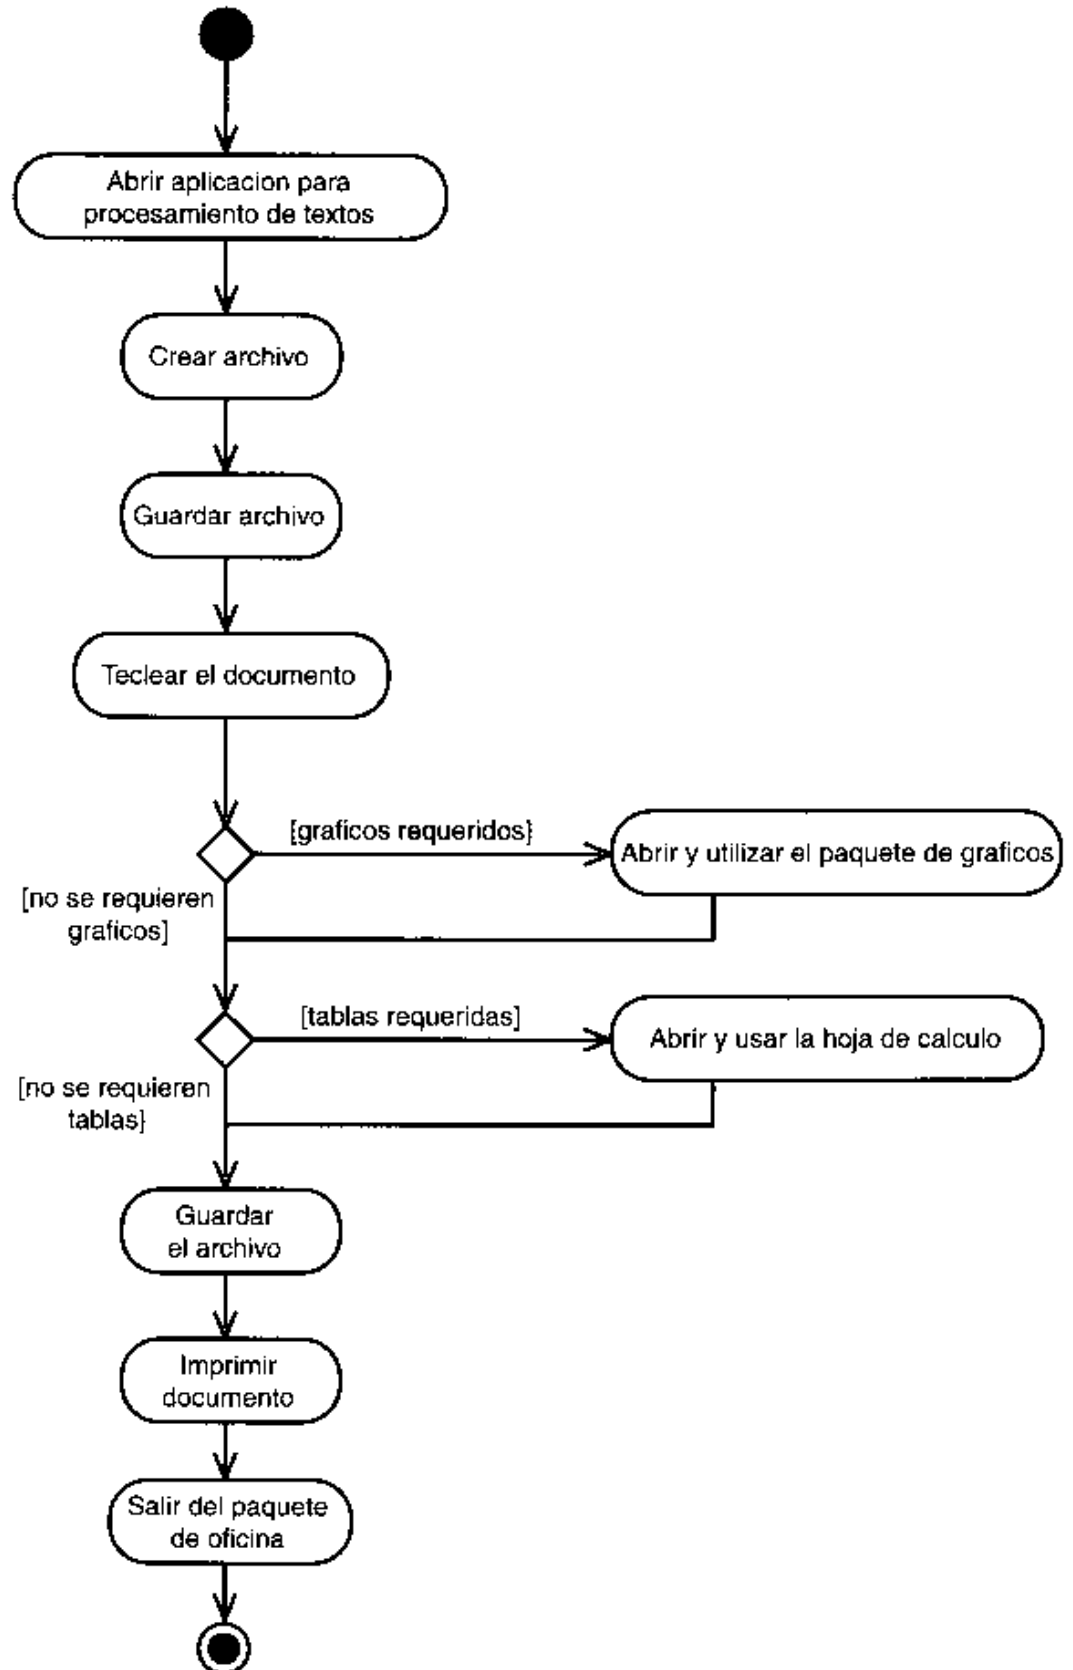 Abrir aplicacion para
procesamiento de textos
Crear archivo
Guardar archivo
Teclear el documento
[graficos requeridos}
Abrir y utilizar el paquete de graficos
[no se requieren
graficos]
[tablas requeridas]
Abrir y usar la hoja de calculo
[no se requieren
tablas}
Guardar
el archivo
Imprimir
documento
Salir del paquete
de oficina